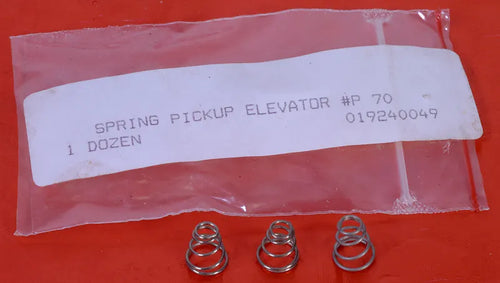 SPRING PICKUP ELEVATOR #P 70
1 DOZEN 019240049